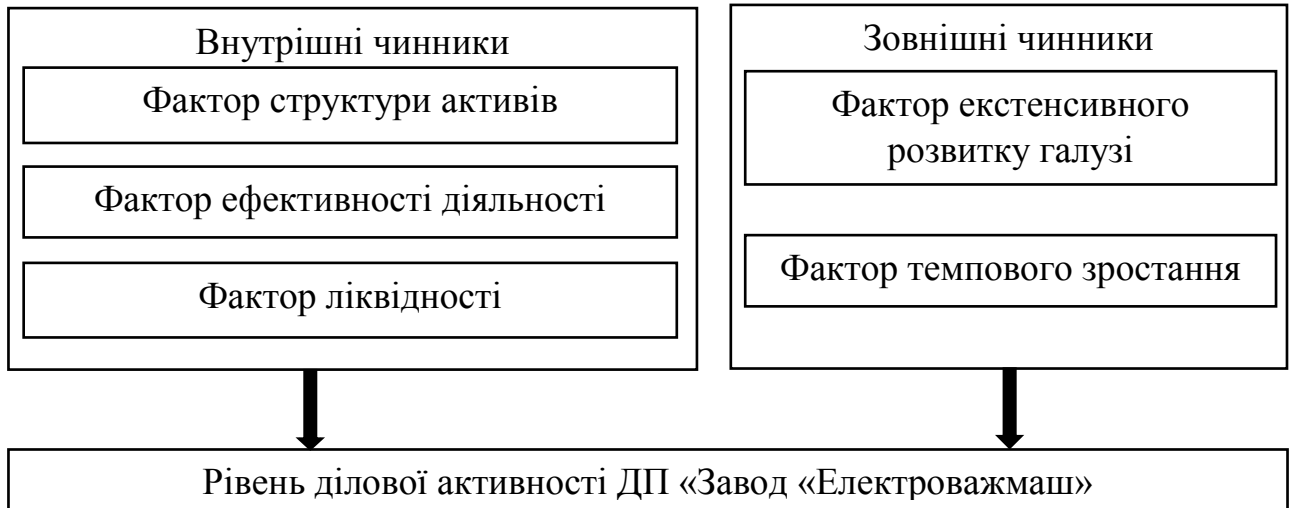 Внутрішні чинники
Фактор структури активів
Фактор ефективності діяльності
Фактор ліквідності
Зовнішні чинники
Фактор екстенсивного
розвитку галузі
Фактор темпового зростання
Рівень ділової активності ДП «Завод «Електроважмаш»